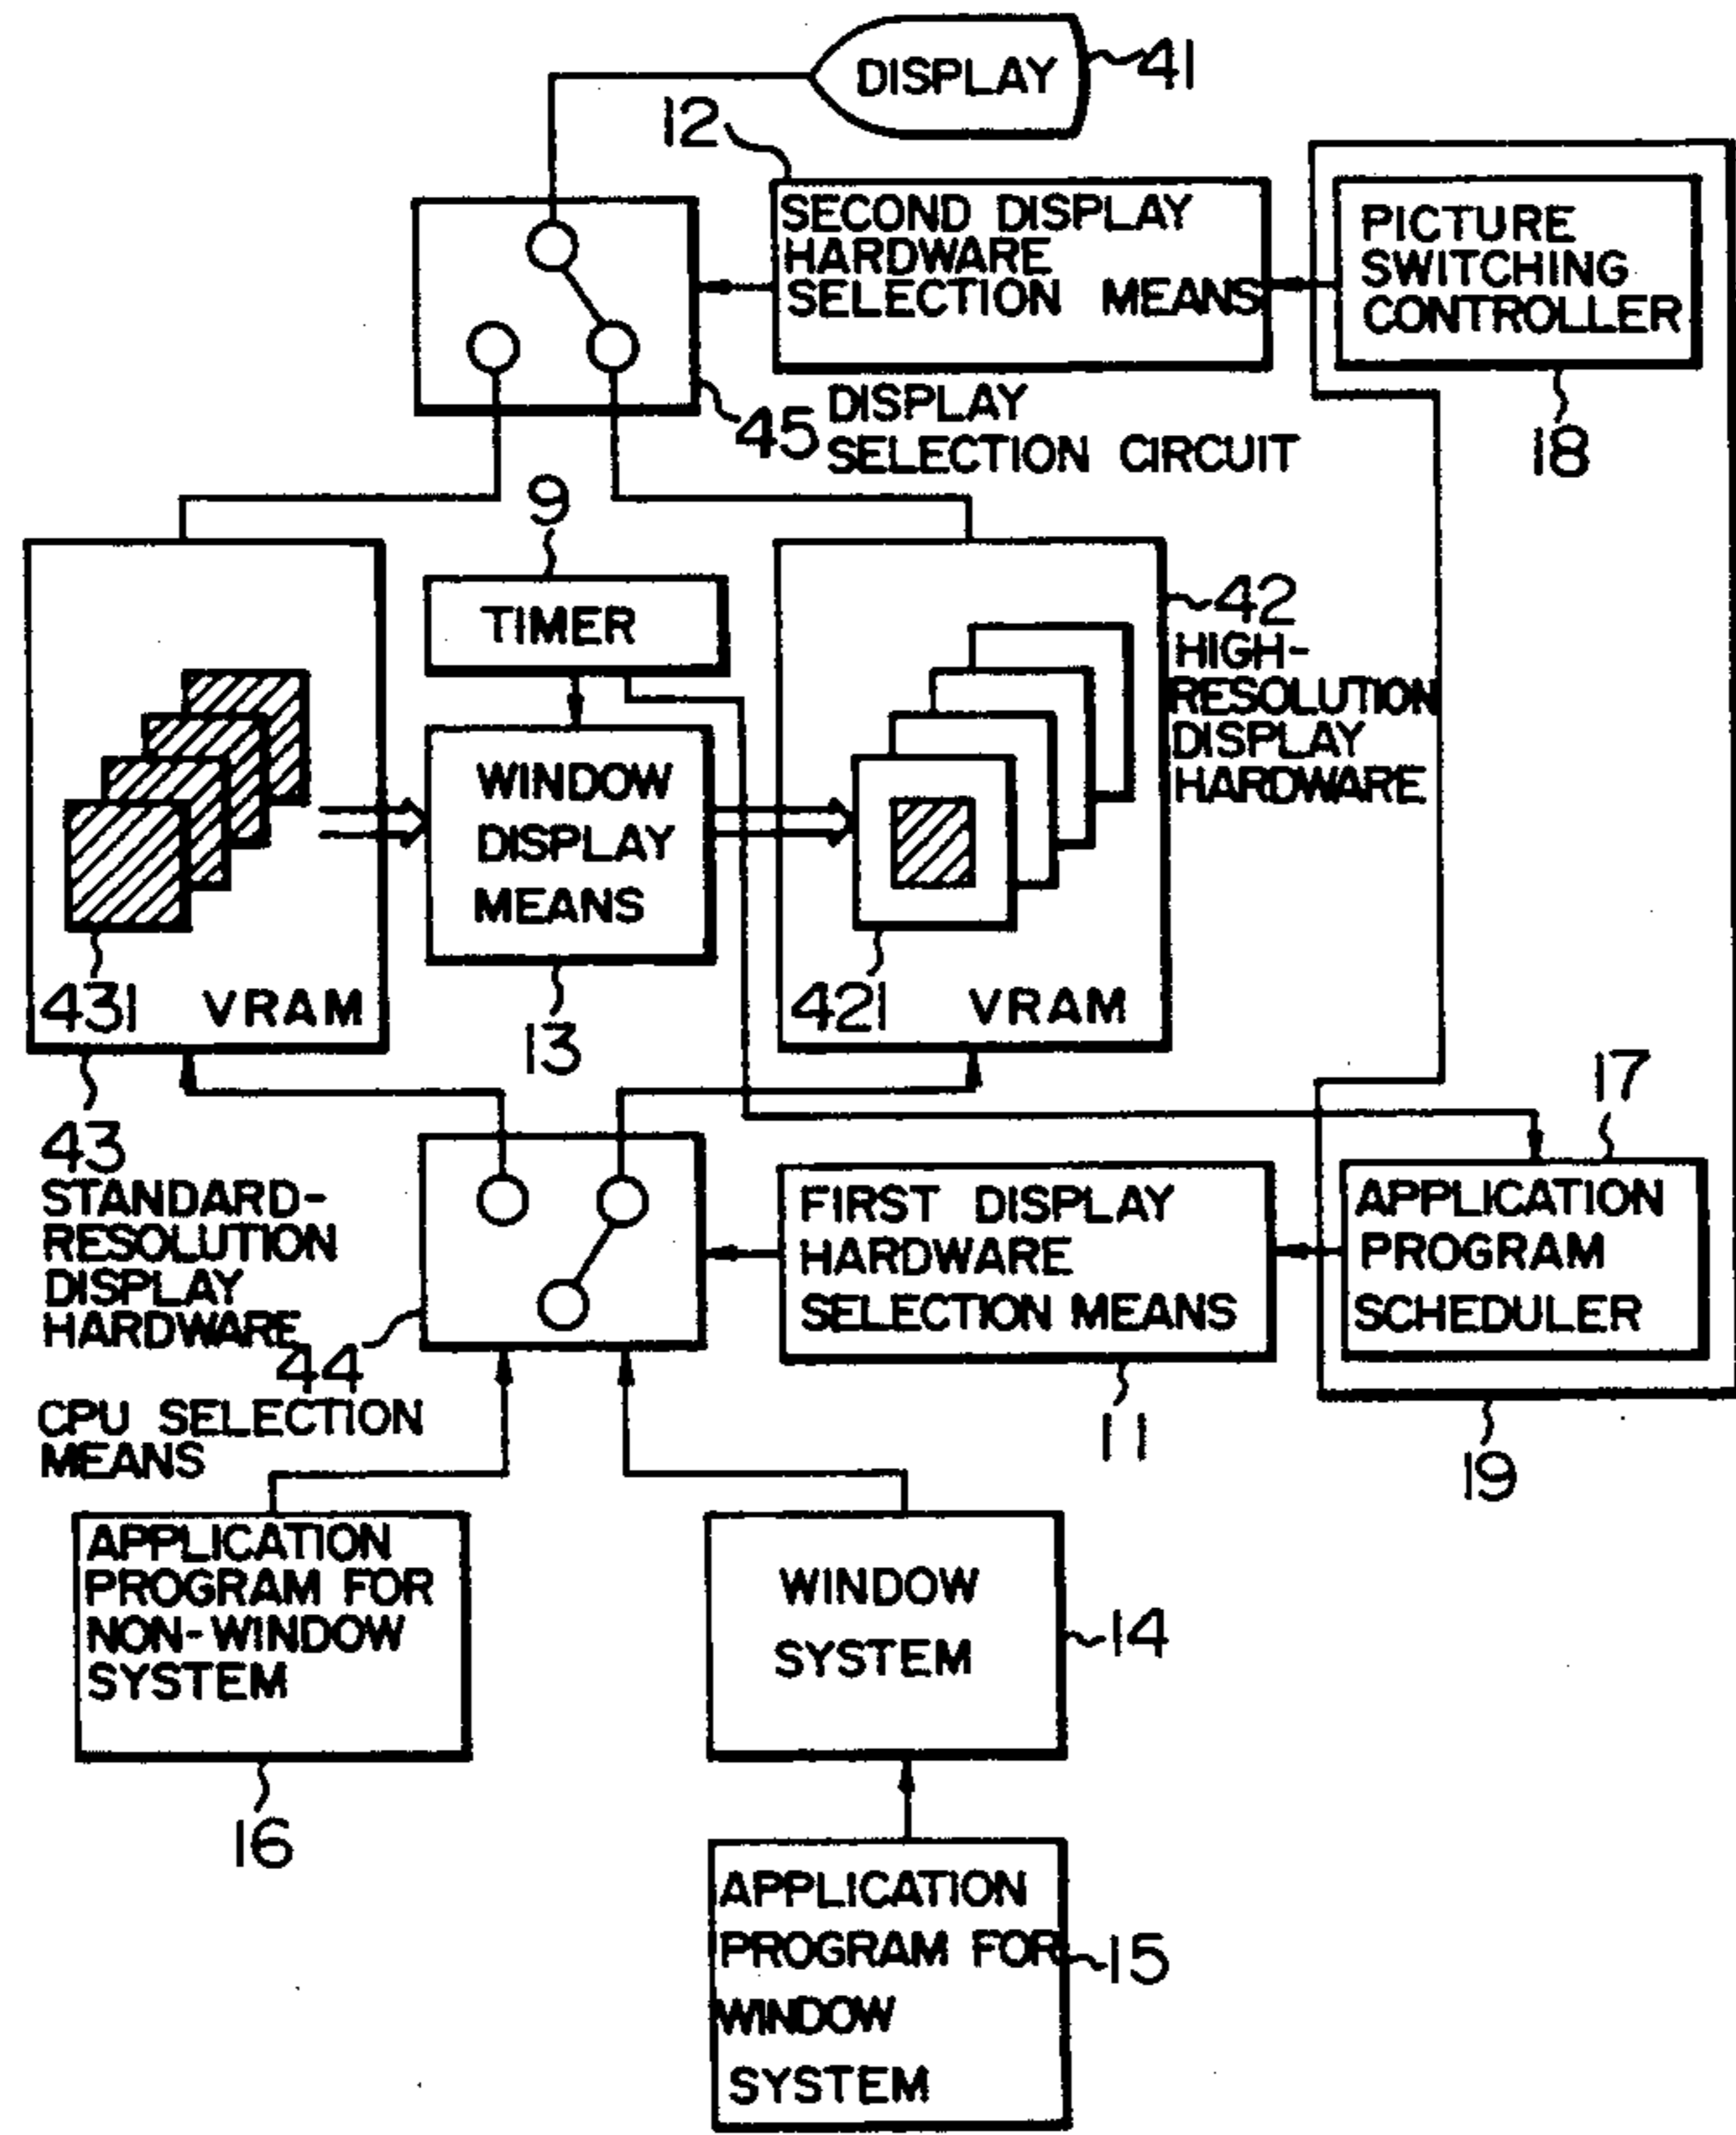 DISPLAY
41
12
SECOND DISPLAY
HARDWARE
SELECTION MEANS
PICTURE
SWITCHING
CONTROLLER
18
45
DISPLAY
SELECTION CIRCUIT
9
TIMER
42
HIGH-
RESOLUTION
DISPLAY
HARDWARE
WINDOW
DISPLAY
MEANS
13
431
VRAM
421
VRAM
43
STANDARD-
RESOLUTION
DISPLAY
HARDWARE
44
CPU SELECTION
MEANS
FIRST DISPLAY
HARDWARE
SELECTION MEANS
11
17
APPLICATION
PROGRAM
SCHEDULER
19
APPLICATION
PROGRAM FOR
NON-WINDOW
SYSTEM
16
WINDOW
SYSTEM
14
APPLICATION
PROGRAM FOR
WINDOW
SYSTEM
15